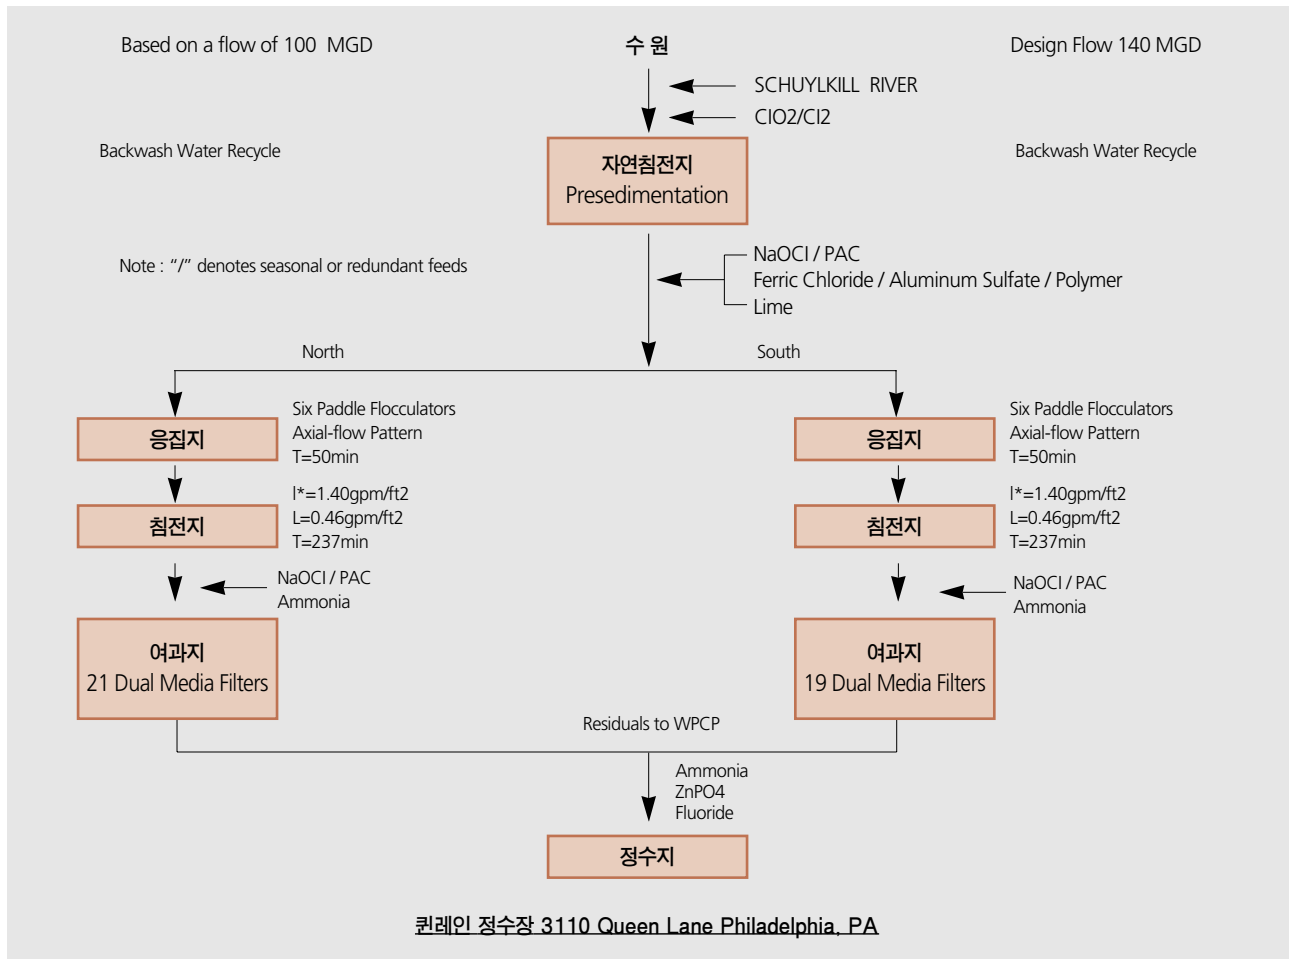 Based on a flow of 100 MGD
수 원
Design Flow 140 MGD
SCHUYLKILL RIVER
ClO2/Cl2
Backwash Water Recycle
자연침전지
Presedimentation
Backwash Water Recycle
Note : “/” denotes seasonal or redundant feeds
NaOCl / PAC
Ferric Chloride / Aluminum Sulfate / Polymer
Lime
North
South
응집지
Six Paddle Flocculators
Axial-flow Pattern
T=50min
침전지
l*=1.40gpm/ft2
L=0.46gpm/ft2
T=237min
NaOCl / PAC
Ammonia
여과지
21 Dual Media Filters
응집지
Six Paddle Flocculators
Axial-flow Pattern
T=50min
침전지
l*=1.40gpm/ft2
L=0.46gpm/ft2
T=237min
NaOCl / PAC
Ammonia
여과지
19 Dual Media Filters
Residuals to WPCP
Ammonia
ZnPO4
Fluoride
정수지
퀸레인 정수장 3110 Queen Lane Philadelphia, PA